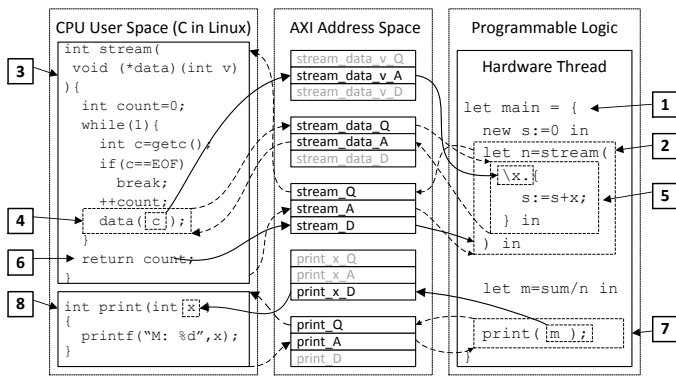 CPU User Space (C in Linux)
int stream(
void (*data)(int v)
){
int count=0;
while(1){
int c=getc();
if(c==EOF)
break;
++count;
data( c );
}
return count;
}
int print(int x)
{
printf("M: %d",x);
}
AXI Address Space
stream_data_v_Q
stream_data_v_A
stream_data_v_D
stream_data_Q
stream_data_A
stream_data_D
stream_Q
stream_A
stream_D
print_x_Q
print_x_A
print_x_D
print_Q
print_A
print_D
Programmable Logic
Hardware Thread
let main = {
new s:=0 in
let n=stream(
\x.{
s:=s+x;
} in
) in
let m=sum/n in
print( m );
}
3
4
6
8
1
2
5
7